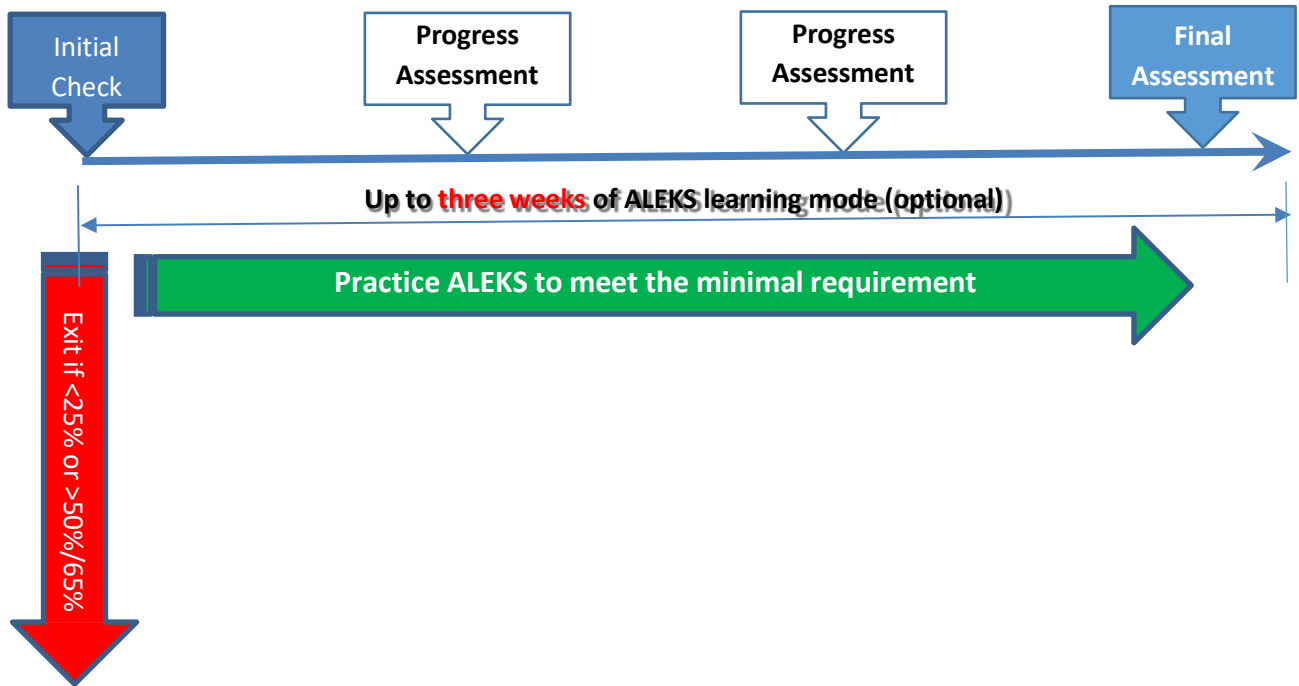 Initial
Check
Progress
Assessment
Progress
Assessment
Final
Assessment
Up to three weeks of ALEKS learning mode (optional)
Practice ALEKS to meet the minimal requirement
Exit if <25% or >50%/65%